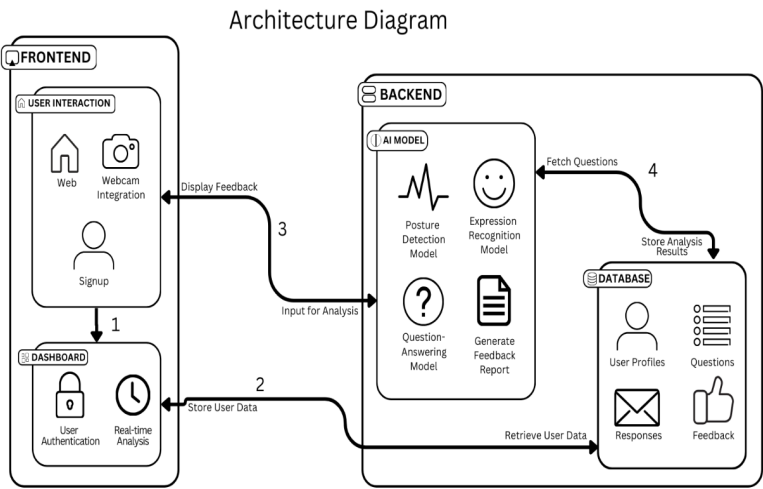 Architecture Diagram
FRONTEND
USER INTERACTION
Web
Webcam
Integration
Signup
1
DASHBOARD
User
Authentication
Real-time
Analysis
Display Feedback
3
Input for Analysis
2
Store User Data
Retrieve User Data
BACKEND
AI MODEL
Posture
Detection
Model
Expression
Recognition
Model
?
Question-
Answering
Model
Generate
Feedback
Report
Fetch Questions
4
Store Analysis
Results
DATABASE
User Profiles
Questions
Responses
Feedback